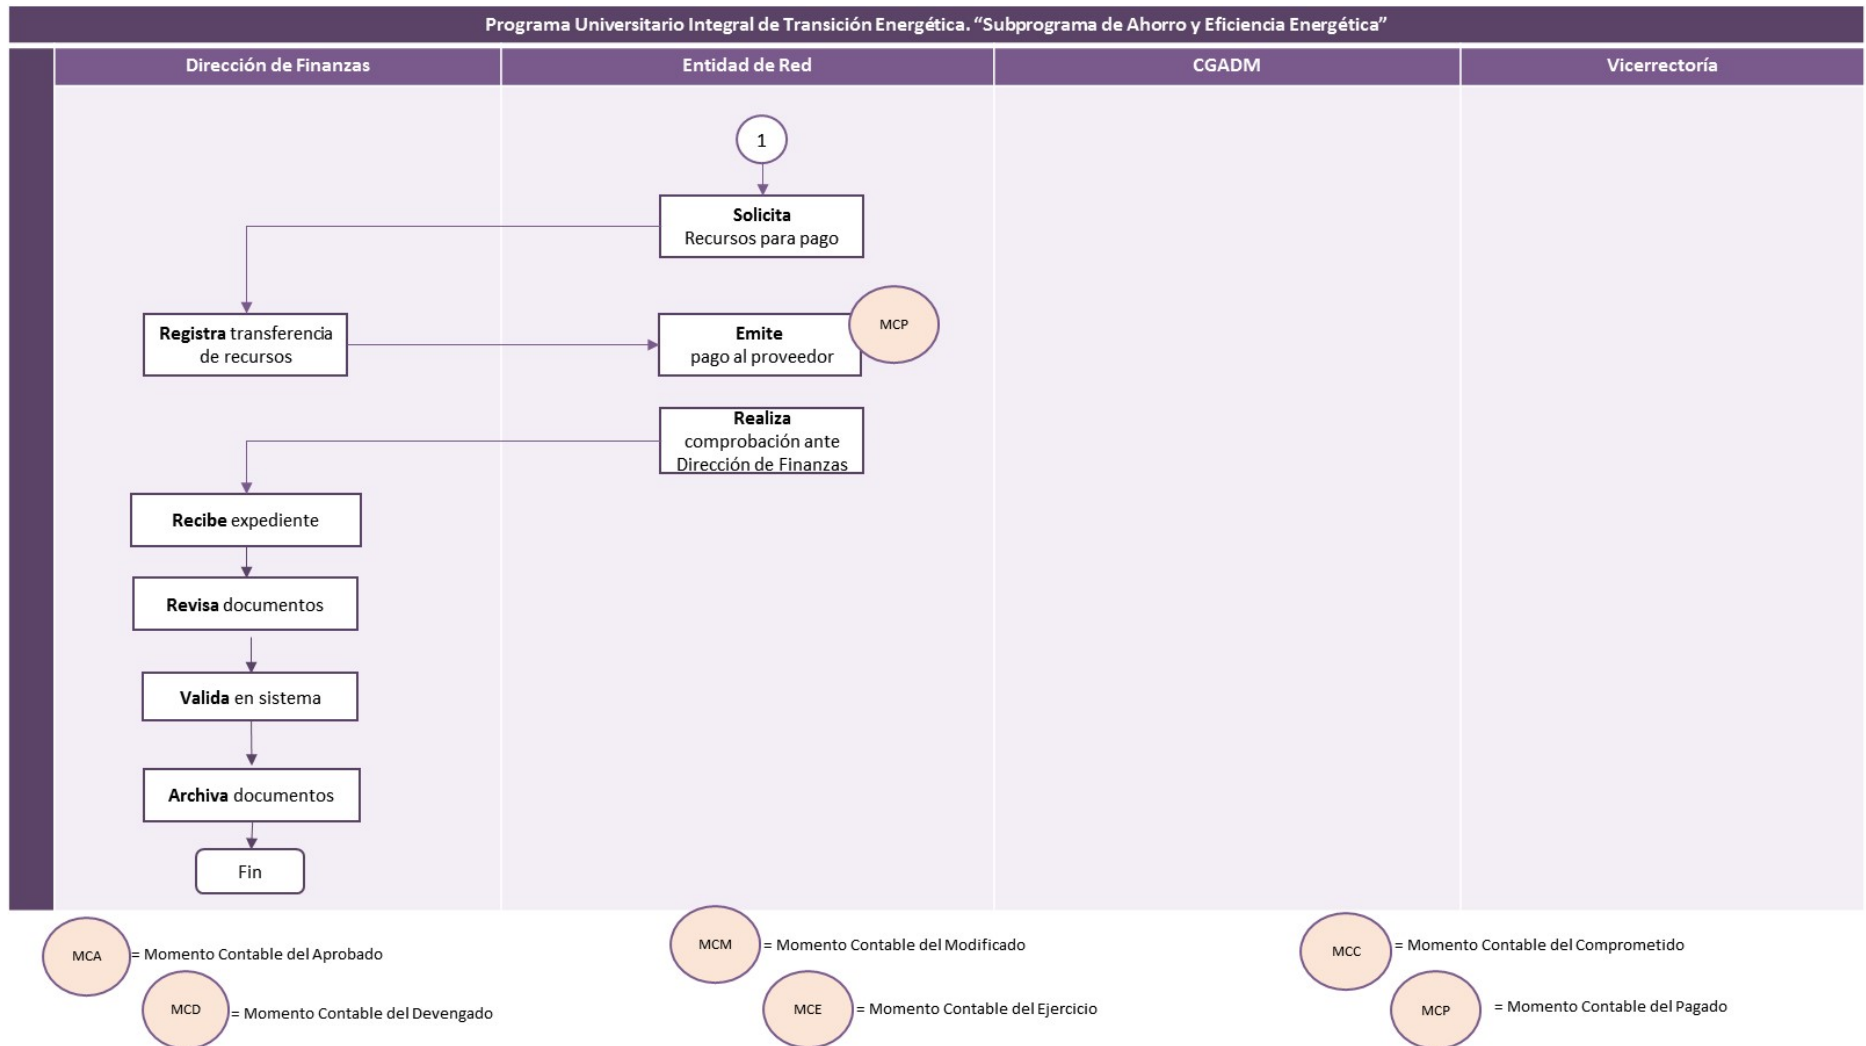 Programa Universitario Integral de Transición Energética. “Subprograma de Ahorro y Eficiencia Energética”
Dirección de Finanzas
Entidad de Red
CGADM
Vicerrectoría
1
Solicita
Recursos para pago
Registra transferencia
de recursos
Emite
pago al proveedor
MCP
Realiza
comprobación ante
Dirección de Finanzas
Recibe expediente
Revisa documentos
Valida en sistema
Archiva documentos
Fin
MCA
= Momento Contable del Aprobado
MCM
= Momento Contable del Modificado
MCC
= Momento Contable del Comprometido
MCD
= Momento Contable del Devengado
MCE
= Momento Contable del Ejercicio
MCP
= Momento Contable del Pagado